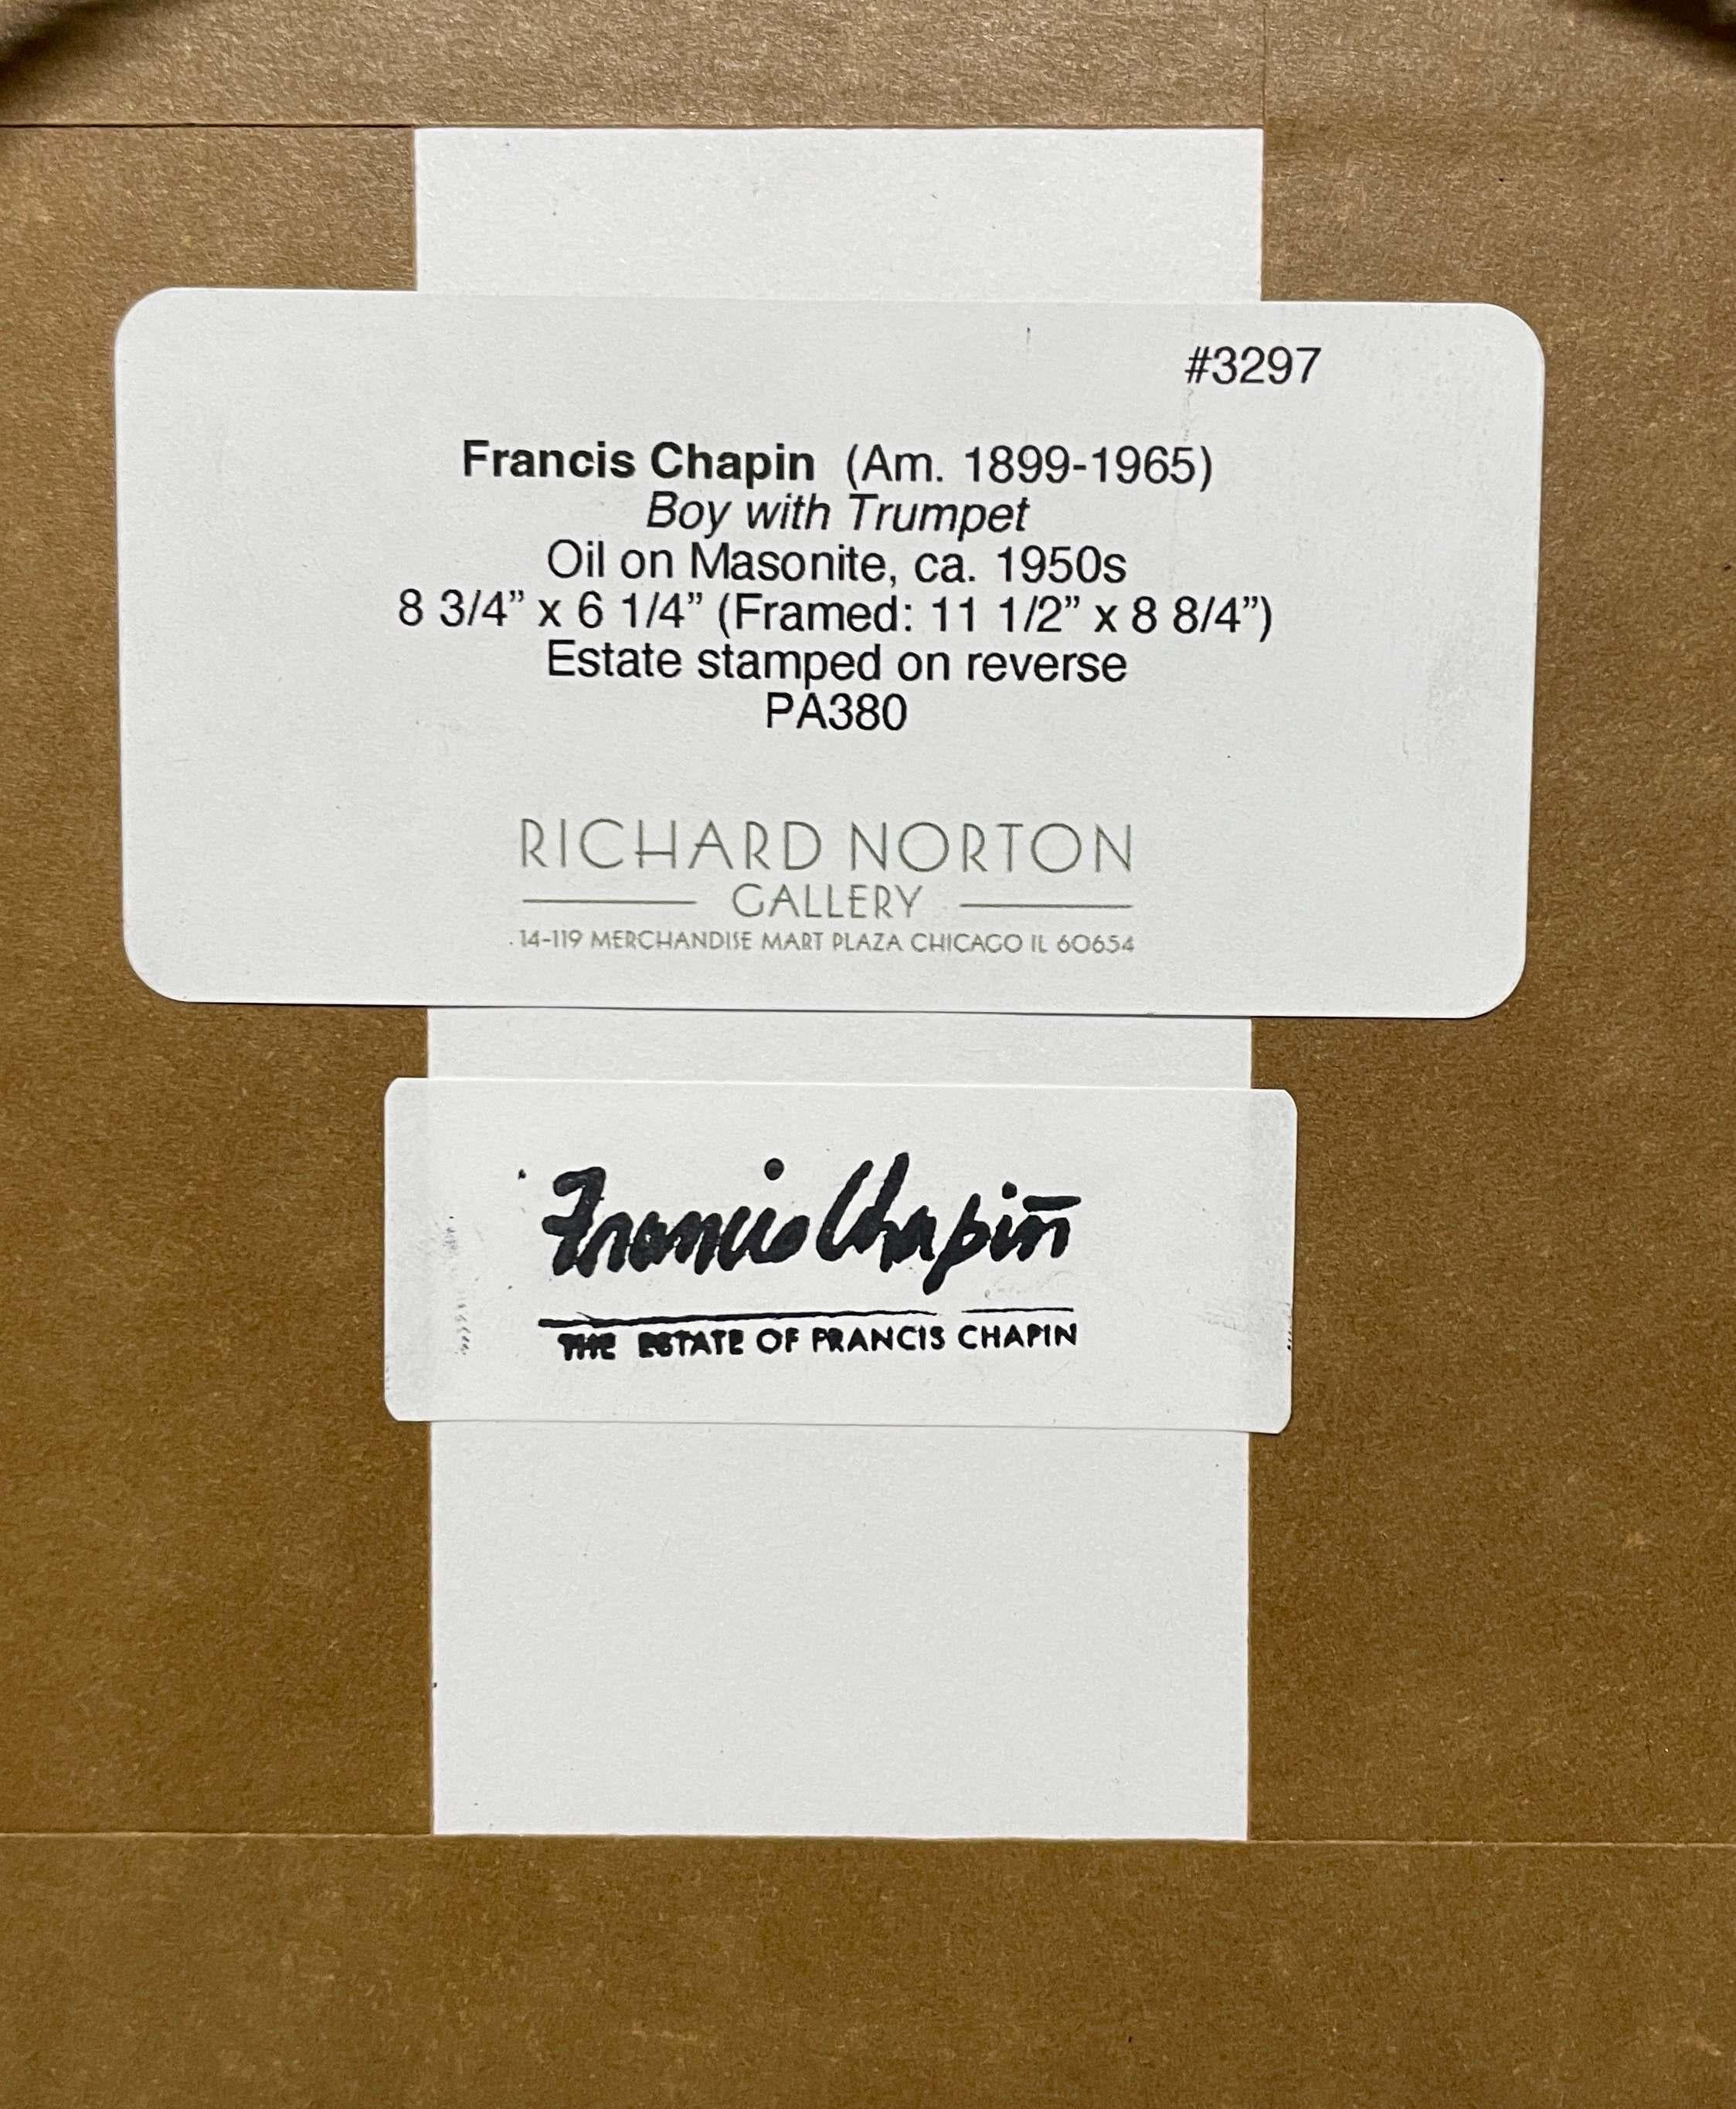 #3297
Francis Chapin (Am. 1899-1965)
Boy with Trumpet
Oil on Masonite, ca. 1950s
8 3/4” x 6 1/4” (Framed: 11 1/2” x 8 8/4”)
Estate stamped on reverse
PA380
RICHARD NORTON
GALLERY
14-119 MERCHANDISE MART PLAZA CHICAGO IL 60654
Francis Chapin
THE ESTATE OF FRANCIS CHAPIN